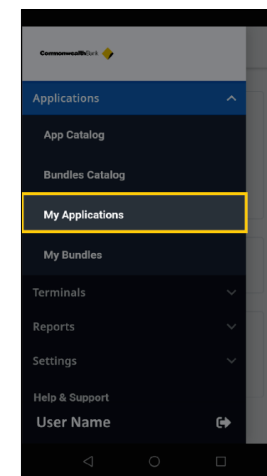 CommonwealthBank
Applications
App Catalog
Bundles Catalog
My Applications
My Bundles
Terminals
Reports
Settings
Help & Support
User Name